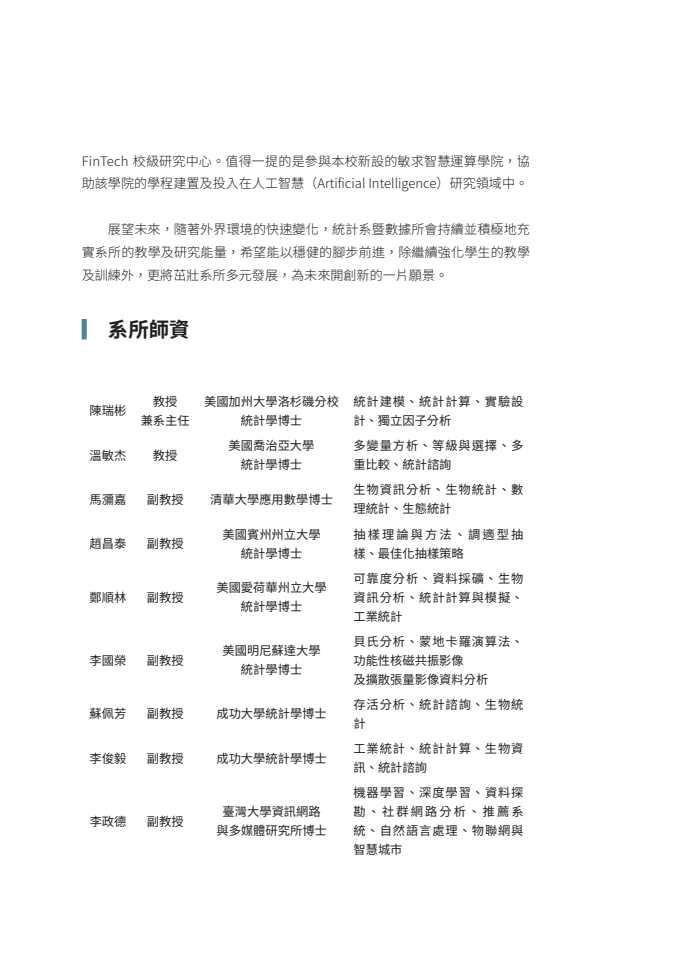 FinTech 校級研究中心。值得一提的是參與本校新設的敏求智慧運算學院，協
助該學院的學程建置及投入在人工智慧（Artificial Intelligence）研究領域中。
展望未來，隨著外界環境的快速變化，統計系暨數據所會持續並積極地充
實系所的教學及研究能量，希望能以穩健的腳步前進，除繼續強化學生的教學
及訓練外，更將茁壯系所多元發展，為未來開創新的一片願景。
系所師資
陳瑞彬
教授
兼系主任
美國加州大學洛杉磯分校
統計學博士
統計建模、統計計算、實驗設
計、獨立因子分析
溫敏杰
教授
美國喬治亞大學
統計學博士
多變量方析、等級與選擇、多
重比較、統計諮詢
馬瀰嘉
副教授
清華大學應用數學博士
生物資訊分析、生物統計、數
理統計、生態統計
趙昌泰
副教授
美國賓州州立大學
統計學博士
抽樣理論與方法、調適型抽
樣、最佳化抽樣策略
鄭順林
副教授
美國愛荷華州立大學
統計學博士
可靠度分析、資料採礦、生物
資訊分析、統計計算與模擬、
工業統計
李國榮
副教授
美國明尼蘇達大學
統計學博士
貝氏分析、蒙地卡羅演算法、
功能性核磁共振影像
及擴散張量影像資料分析
蘇佩芳
副教授
成功大學統計學博士
存活分析、統計諮詢、生物統
計
李俊毅
副教授
成功大學統計學博士
工業統計、統計計算、生物資
訊、統計諮詢
李政德
副教授
臺灣大學資訊網路
與多媒體研究所博士
機器學習、深度學習、資料探
勘、社群網路分析、推薦系
統、自然語言處理、物聯網與
智慧城市